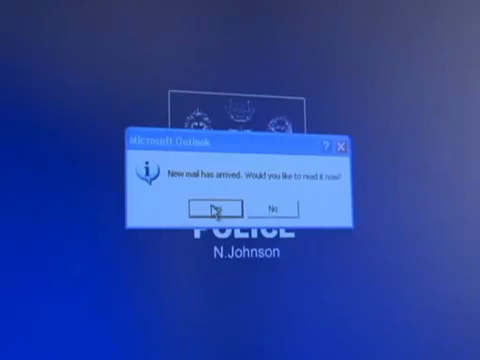 Microsoft Outlook
New mail has arrived. Would you like to read it now?
Yes
No
POLICE
N.Johnson